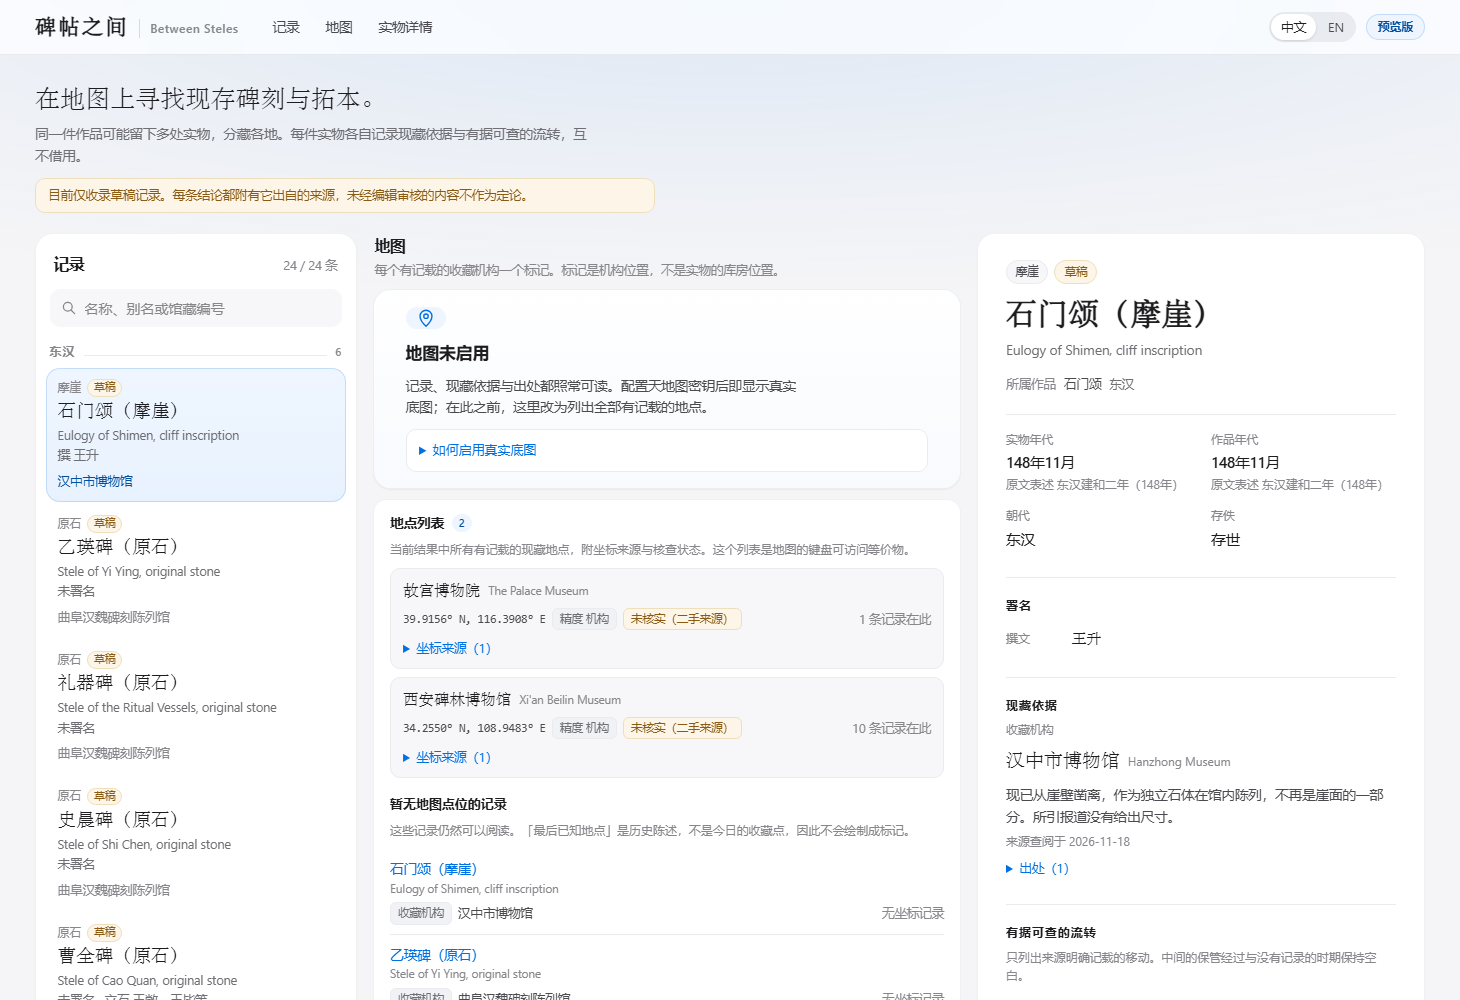 碑帖之间
Between Steles
记录
地图
实物详情
中文
EN
预览版
在地图上寻找现存碑刻与拓本。
同一件作品可能留下多处实物，分藏各地。每件实物各自记录现藏依据与有据可查的流转，互
不借用。
目前仅收录草稿记录。每条结论都附有它出自的来源，未经编辑审核的内容不作为定论。
记录
24 / 24 条
名称、别名或馆藏编号
东汉
6
摩崖 草稿
石门颂（摩崖）
Eulogy of Shimen, cliff inscription
撰 王升
汉中市博物馆
原石 草稿
乙瑛碑（原石）
Stele of Yi Ying, original stone
未署名
曲阜汉魏碑刻陈列馆
原石 草稿
礼器碑（原石）
Stele of the Ritual Vessels, original stone
未署名
曲阜汉魏碑刻陈列馆
原石 草稿
史晨碑（原石）
Stele of Shi Chen, original stone
未署名
曲阜汉魏碑刻陈列馆
原石 草稿
曹全碑（原石）
Stele of Cao Quan, original stone
地图
每个有记载的收藏机构一个标记。标记是机构位置，不是实物的库房位置。
地图未启用
记录、现藏依据与出处都照常可读。配置天地图密钥后即显示真实
底图；在此之前，这里改为列出全部有记载的地点。
如何启用真实底图
地点列表 2
当前结果中所有有记载的现藏地点，附坐标来源与核查状态。这个列表是地图的键盘可访问等价物。
故宫博物院 The Palace Museum
39.9156° N, 116.3908° E 精度 机构 未核实（二手来源） 1 条记录在此
坐标来源（1）
西安碑林博物馆 Xi'an Beilin Museum
34.2550° N, 108.9483° E 精度 机构 未核实（二手来源） 10 条记录在此
坐标来源（1）
暂无地图点位的记录
这些记录仍然可以阅读。「最后已知地点」是历史陈述，不是今日的收藏点，因此不会绘制成标记。
石门颂（摩崖）
Eulogy of Shimen, cliff inscription
收藏机构 汉中市博物馆 无坐标记录
乙瑛碑（原石）
Stele of Yi Ying, original stone
收藏机构 曲阜汉魏碑刻陈列馆 无坐标记录
摩崖 草稿
石门颂（摩崖）
Eulogy of Shimen, cliff inscription
所属作品 石门颂 东汉
实物年代 作品年代
148年11月 148年11月
原文表述 东汉建和二年（148年） 原文表述 东汉建和二年（148年）
朝代 存佚
东汉 存世
署名
撰文 王升
现藏依据
收藏机构
汉中市博物馆 Hanzhong Museum
现已从崖壁凿离，作为独立石体在馆内陈列，不再是崖面的一部
分。所引报道没有给出尺寸。
来源查阅于 2026-11-18
出处（1）
有据可查的流转
只列出来源明确记载的移动。中间的保管经过与没有记录的时期保持空
白。